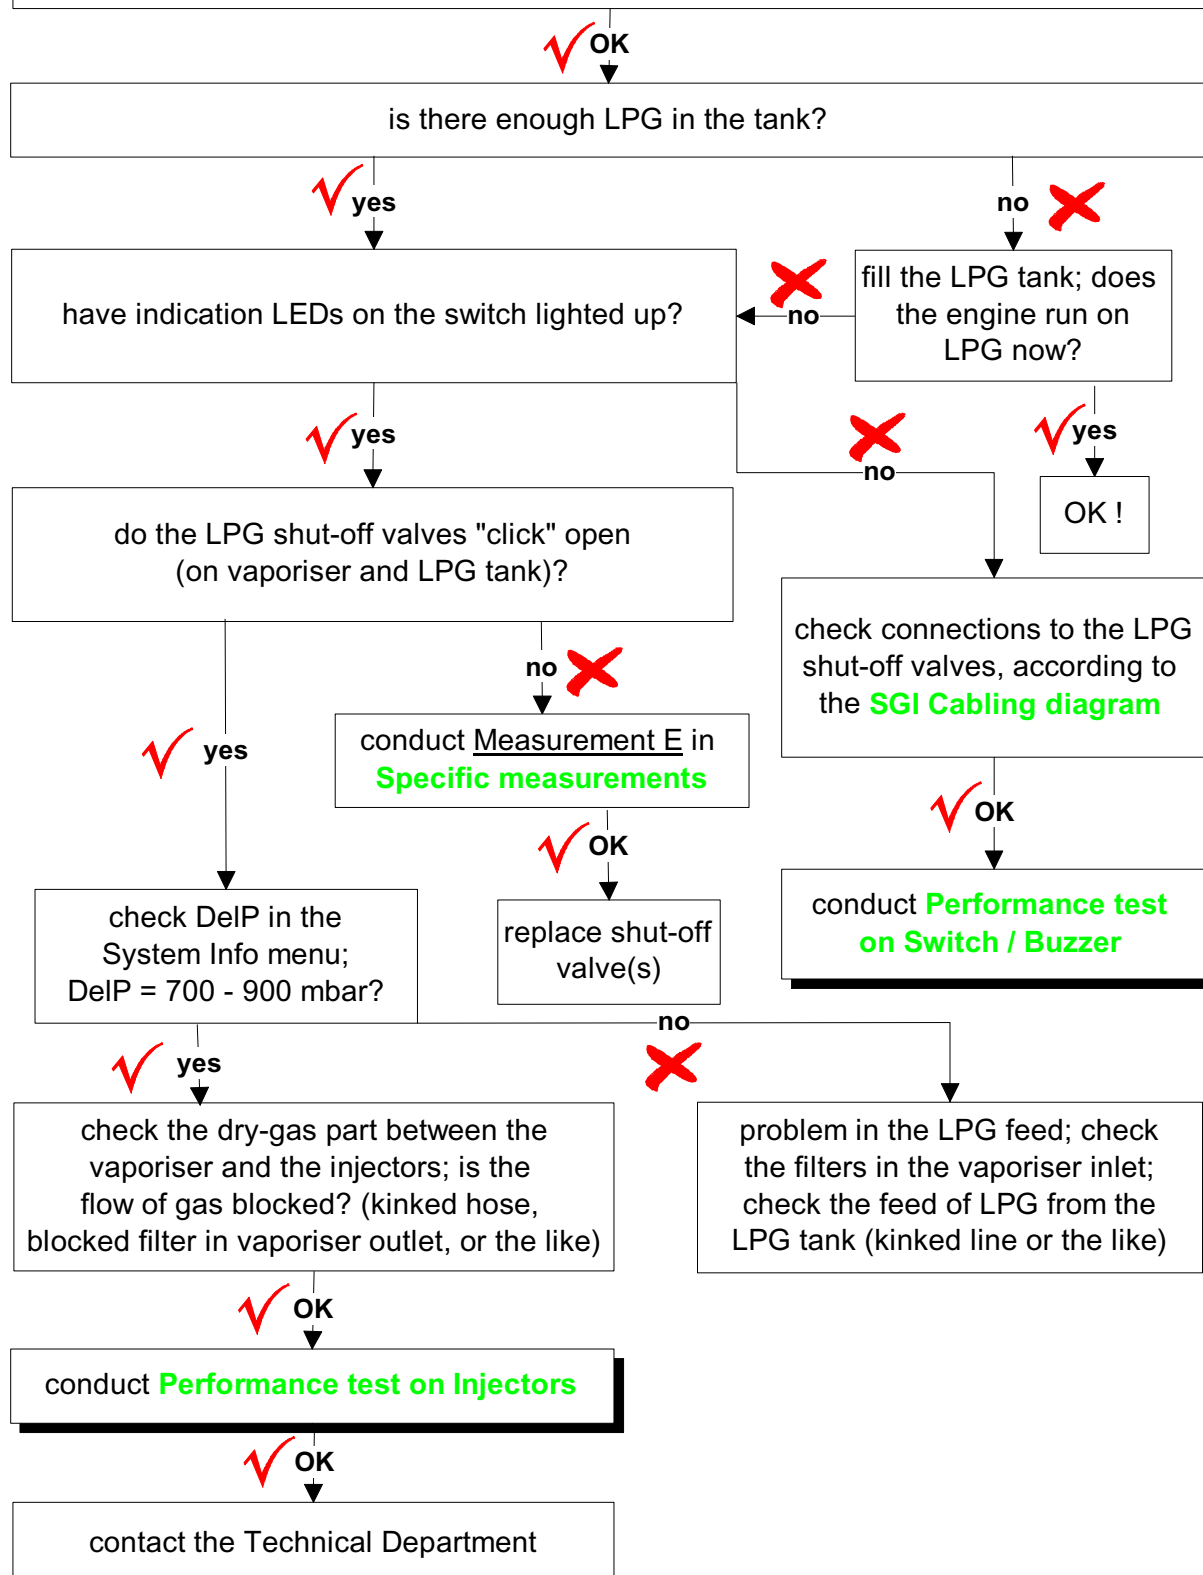 OK
is there enough LPG in the tank?
yes
no
have indication LEDs on the switch lighted up?
no
fill the LPG tank; does
the engine run on
LPG now?
yes
no
yes
OK !
do the LPG shut-off valves "click" open
(on vaporiser and LPG tank)?
check connections to the LPG
shut-off valves, according to
the SGI Cabling diagram
yes
no
conduct Measurement E in
Specific measurements
OK
OK
check DelP in the
System Info menu;
DelP = 700 - 900 mbar?
replace shut-off
valve(s)
conduct Performance test
on Switch / Buzzer
yes
no
check the dry-gas part between the
vaporiser and the injectors; is the
flow of gas blocked? (kinked hose,
blocked filter in vaporiser outlet, or the like)
problem in the LPG feed; check
the filters in the vaporiser inlet;
check the feed of LPG from the
LPG tank (kinked line or the like)
OK
conduct Performance test on Injectors
OK
contact the Technical Department